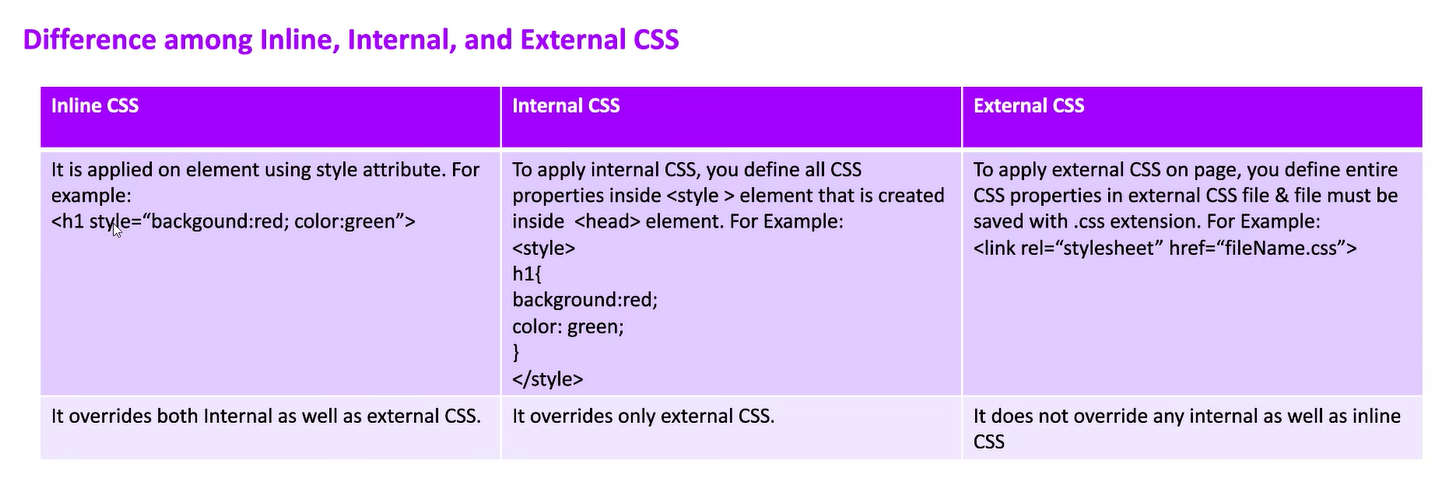 Difference among Inline, Internal, and External CSS
Inline CSS
Internal CSS
External CSS
It is applied on element using style attribute. For
example:
<h1 style=“backgound:red; color:green”>
To apply internal CSS, you define all CSS
properties inside <style > element that is created
inside <head> element. For Example:
<style>
h1{
background:red;
color: green;
}
</style>
To apply external CSS on page, you define entire
CSS properties in external CSS file & file must be
saved with .css extension. For Example:
<link rel=“stylesheet” href=“fileName.css”>
It overrides both Internal as well as external CSS.
It overrides only external CSS.
It does not override any internal as well as inline
CSS